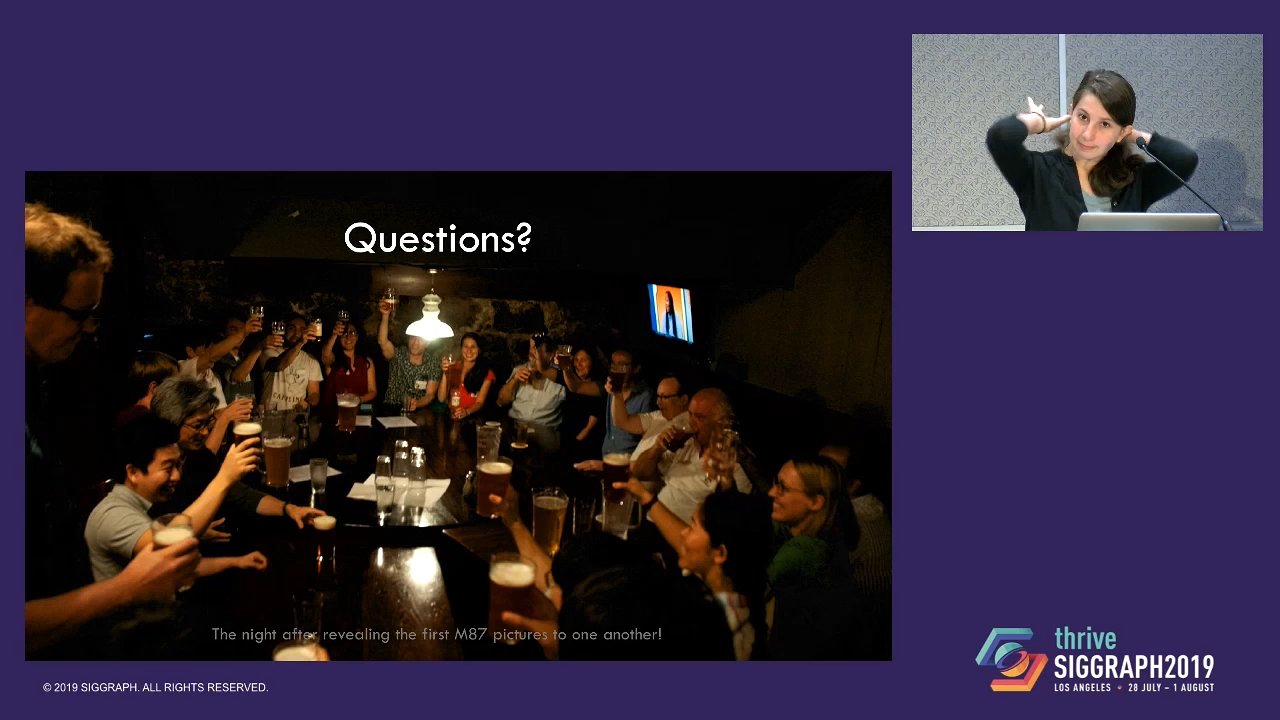 Questions?
The night after revealing the first M87 pictures to one another!
© 2019 SIGGRAPH. ALL RIGHTS RESERVED.
thrive
SIGGRAPH2019
LOS ANGELES • 28 JULY – 1 AUGUST